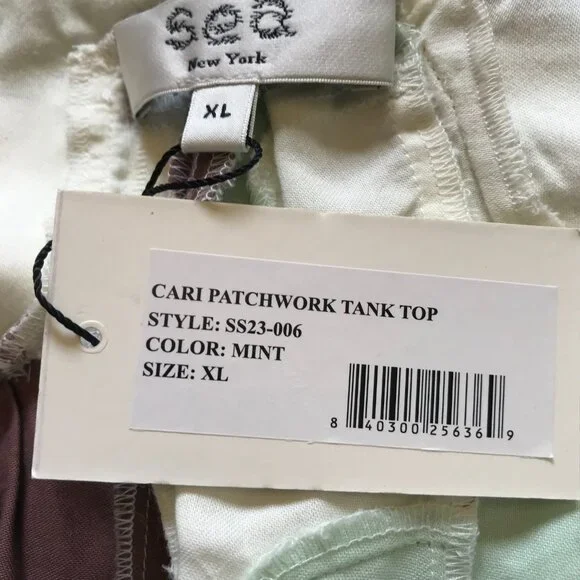 sea
New York
XL
CARI PATCHWORK TANK TOP
STYLE: SS23-006
COLOR: MINT
SIZE: XL
8 40300 25636 9